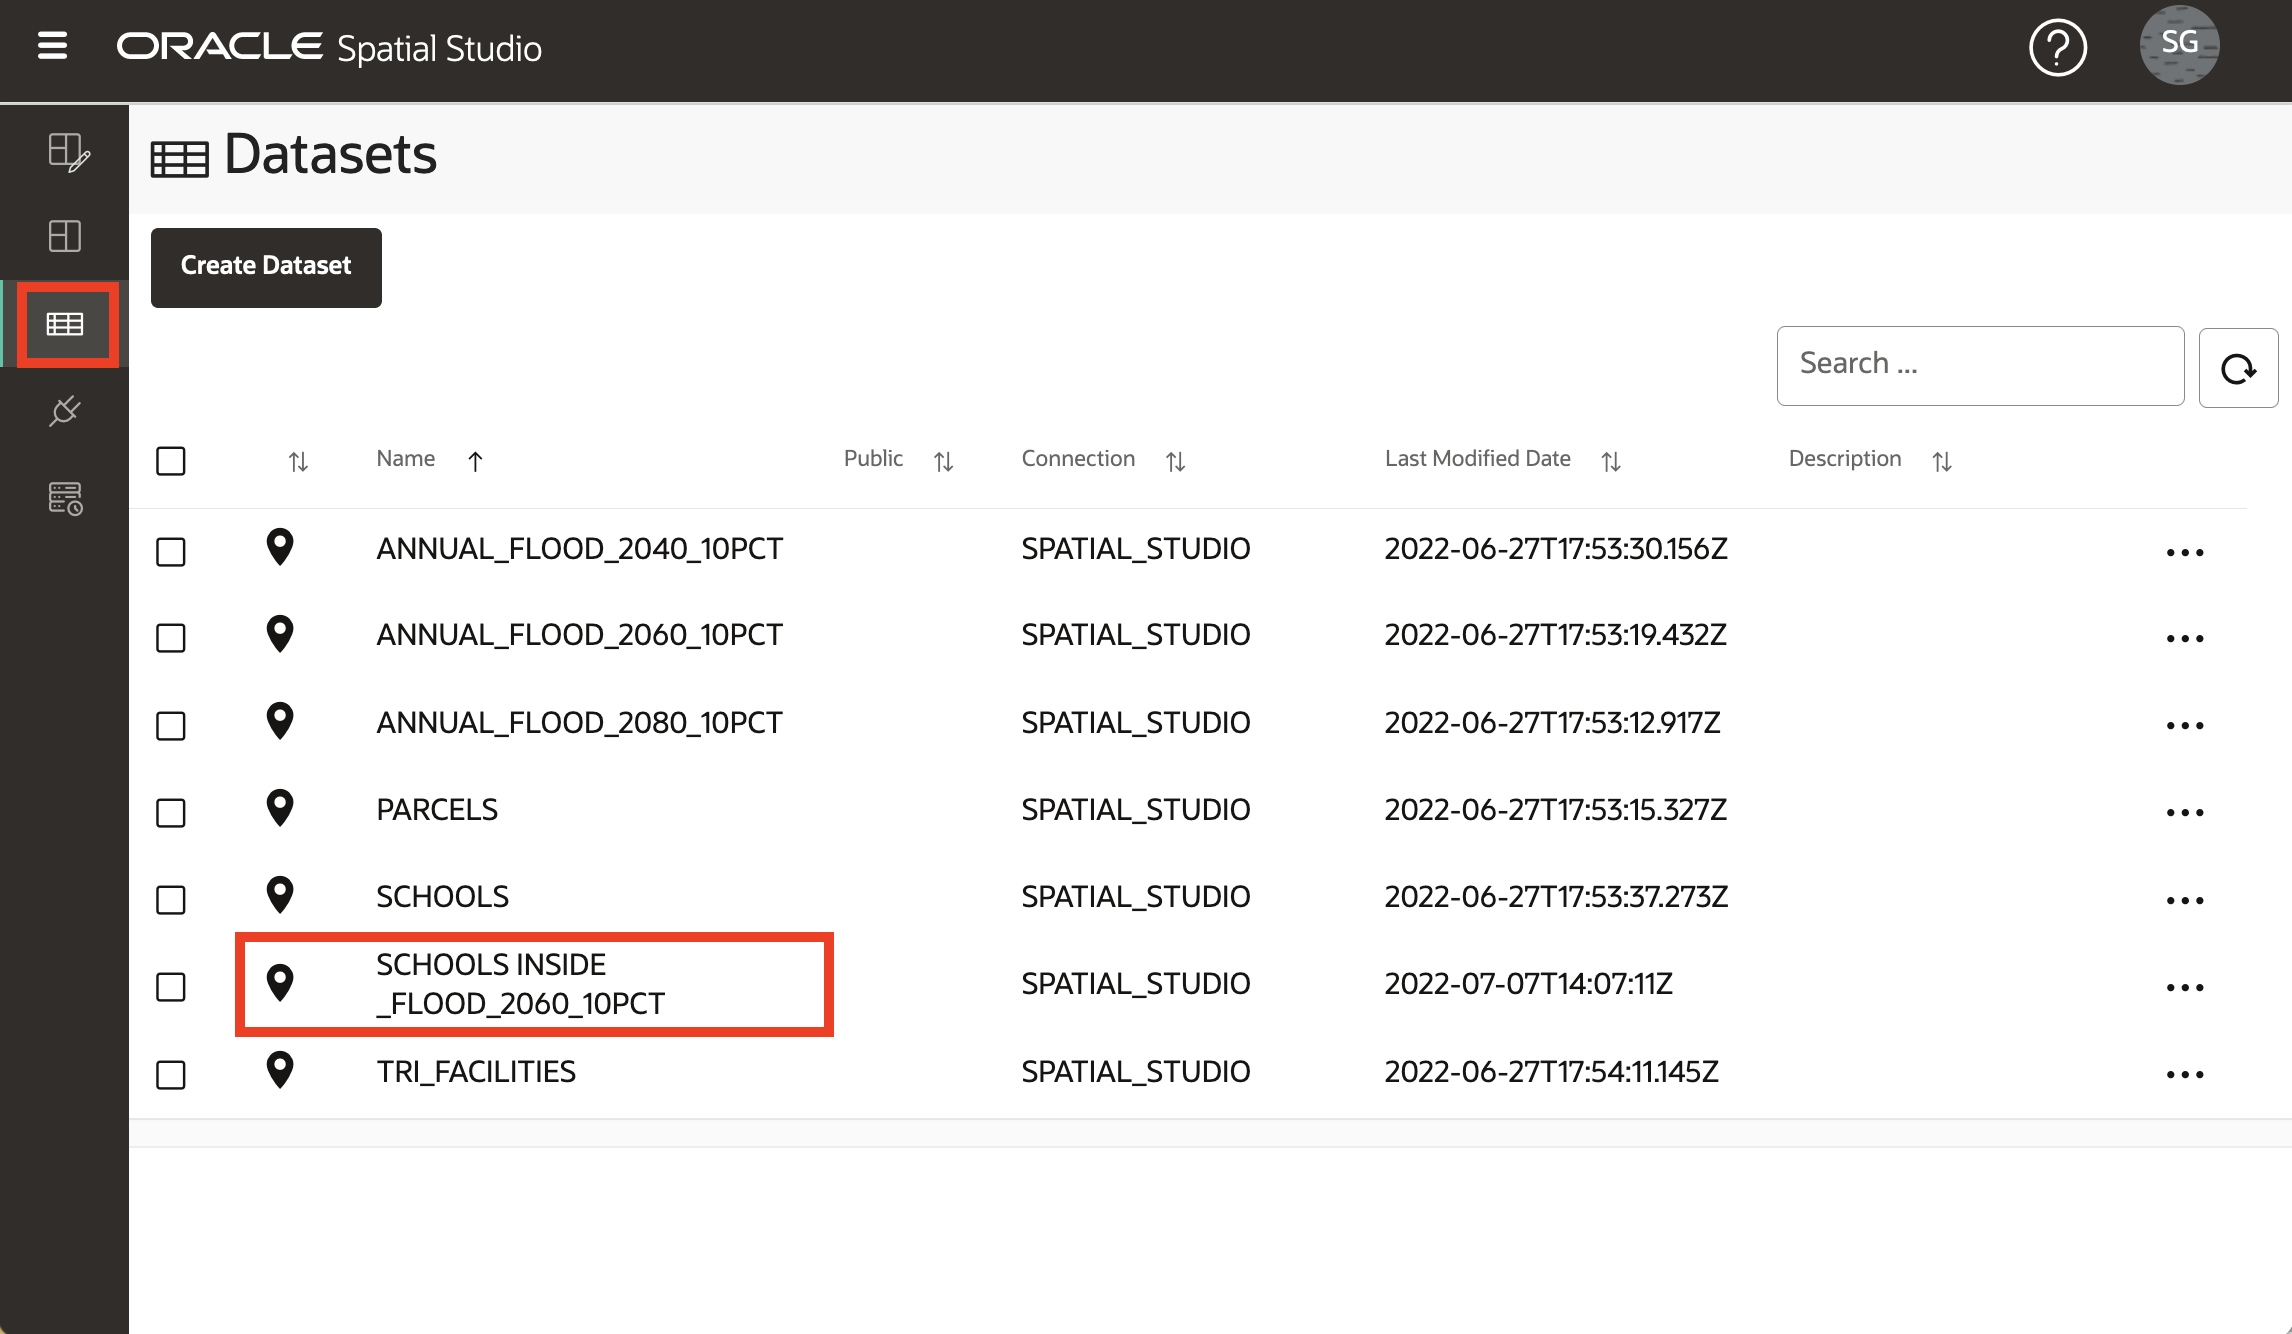 ORACLE Spatial Studio
SG
Datasets
Create Dataset
Search ...
Name Public Connection Last Modified Date Description
ANNUAL_FLOOD_2040_10PCT SPATIAL_STUDIO 2022-06-27T17:53:30.156Z
ANNUAL_FLOOD_2060_10PCT SPATIAL_STUDIO 2022-06-27T17:53:19.432Z
ANNUAL_FLOOD_2080_10PCT SPATIAL_STUDIO 2022-06-27T17:53:12.917Z
PARCELS SPATIAL_STUDIO 2022-06-27T17:53:15.327Z
SCHOOLS SPATIAL_STUDIO 2022-06-27T17:53:37.273Z
SCHOOLS INSIDE
_FLOOD_2060_10PCT SPATIAL_STUDIO 2022-07-07T14:07:11Z
TRI_FACILITIES SPATIAL_STUDIO 2022-06-27T17:54:11.145Z